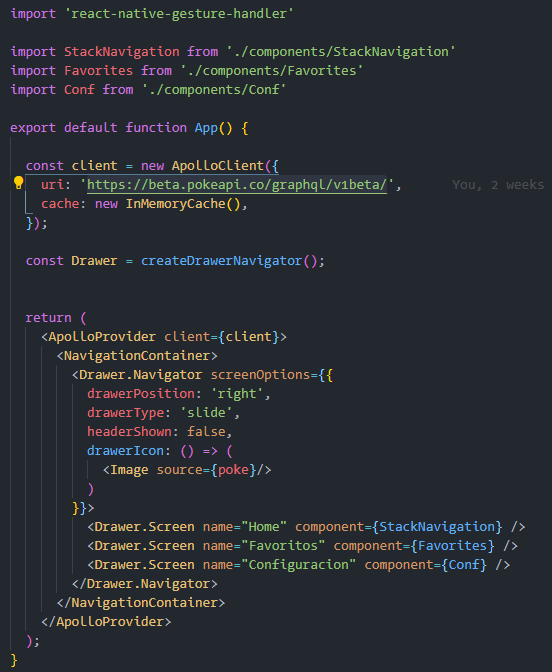 import 'react-native-gesture-handler'
import StackNavigation from './components/StackNavigation'
import Favorites from './components/Favorites'
import Conf from './components/Conf'
export default function App() {
const client = new ApolloClient({
uri: 'https://beta.pokeapi.co/graphql/v1beta/', You, 2 weeks
cache: new InMemoryCache(),
});
const Drawer = createDrawerNavigator();
return (
<ApolloProvider client={client}>
<NavigationContainer>
<Drawer.Navigator screenOptions={{
drawerPosition: 'right',
drawerType: 'slide',
headerShown: false,
drawerIcon: () => (
<Image source={poke}/>
)
}}>
<Drawer.Screen name="Home" component={StackNavigation} />
<Drawer.Screen name="Favoritos" component={Favorites} />
<Drawer.Screen name="Configuracion" component={Conf} />
</Drawer.Navigator>
</NavigationContainer>
</ApolloProvider>
);
}